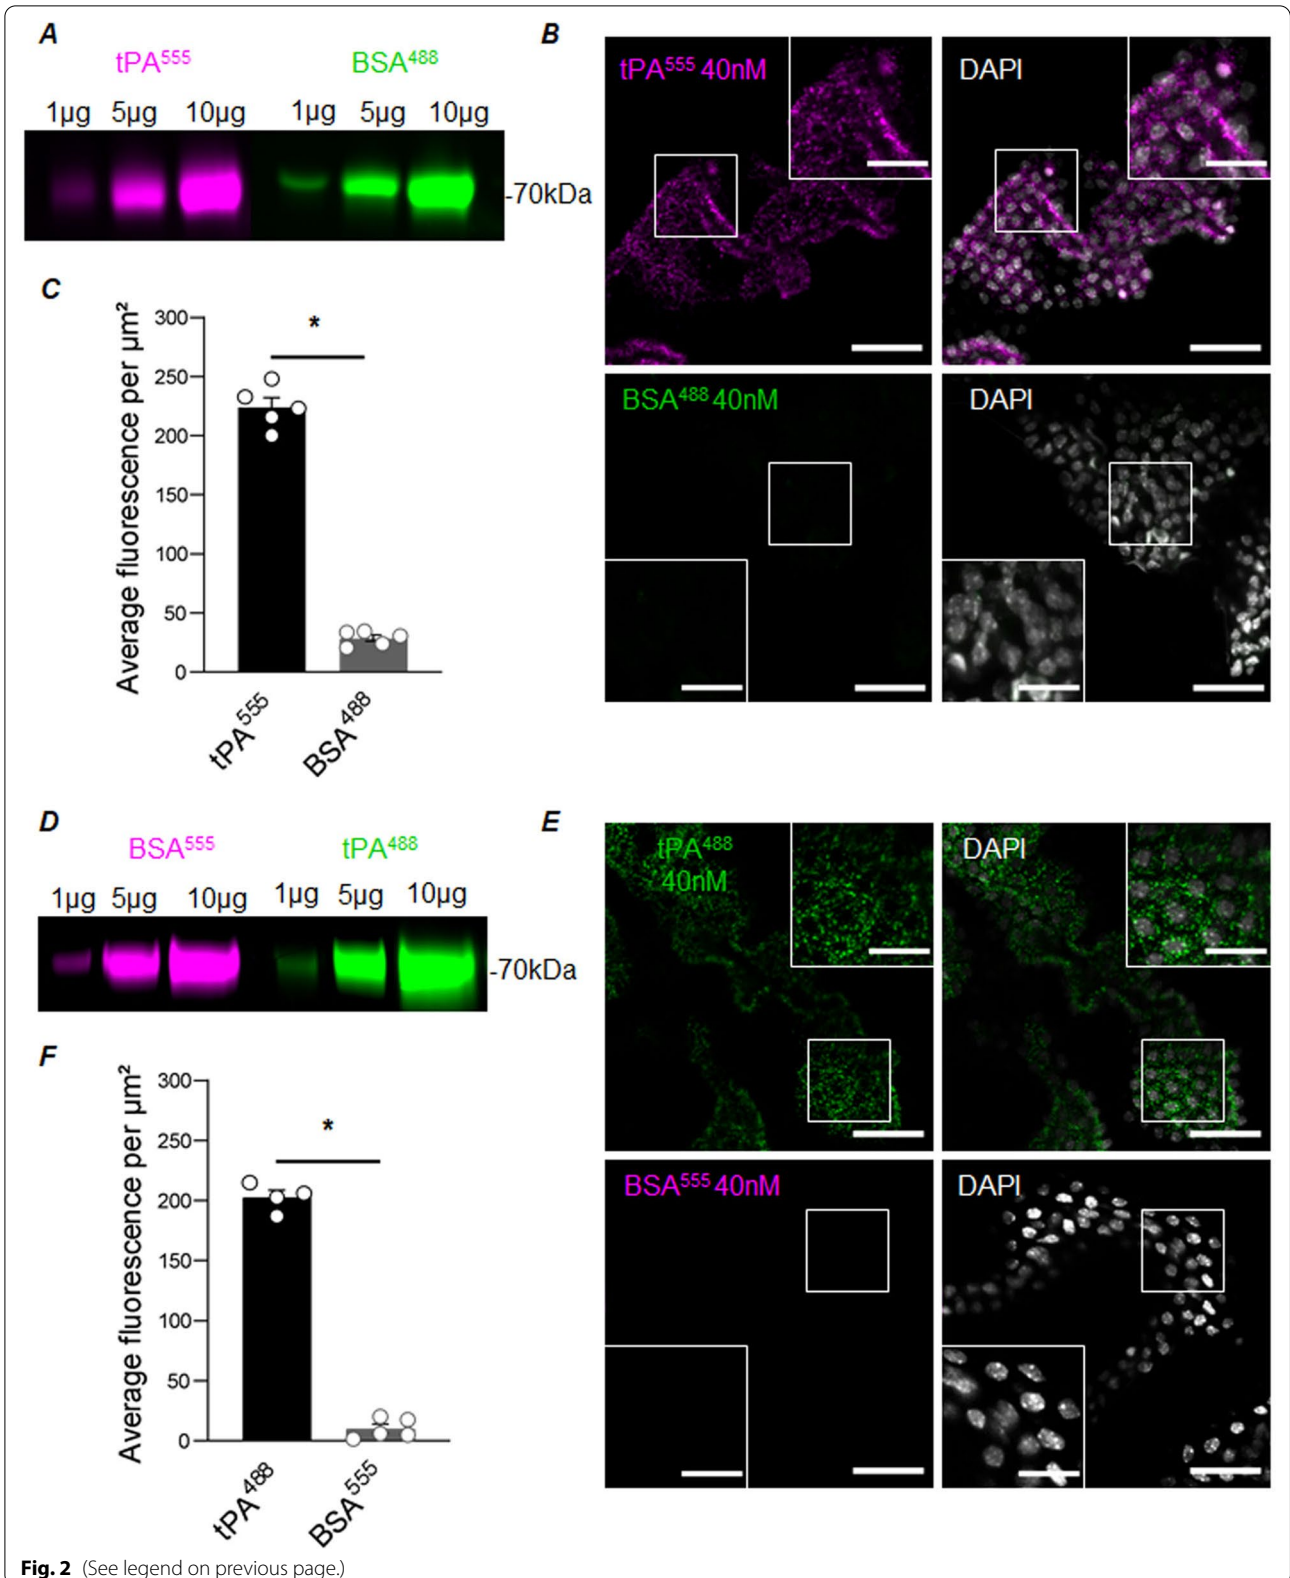 A
tPA⁵⁵⁵ BSA⁴⁸⁸
1µg 5µg 10µg 1µg 5µg 10µg
-70kDa
B
tPA⁵⁵⁵ 40nM
DAPI
BSA⁴⁸⁸ 40nM
DAPI
C
Average fluorescence per µm²
300
250
200
150
100
50
0
*
tPA⁵⁵⁵
BSA⁴⁸⁸
D
BSA⁵⁵⁵ tPA⁴⁸⁸
1µg 5µg 10µg 1µg 5µg 10µg
-70kDa
E
tPA⁴⁸⁸
40nM
DAPI
BSA⁵⁵⁵ 40nM
DAPI
F
Average fluorescence per µm²
300
250
200
150
100
50
0
*
tPA⁴⁸⁸
BSA⁵⁵⁵
Fig. 2 (See legend on previous page.)